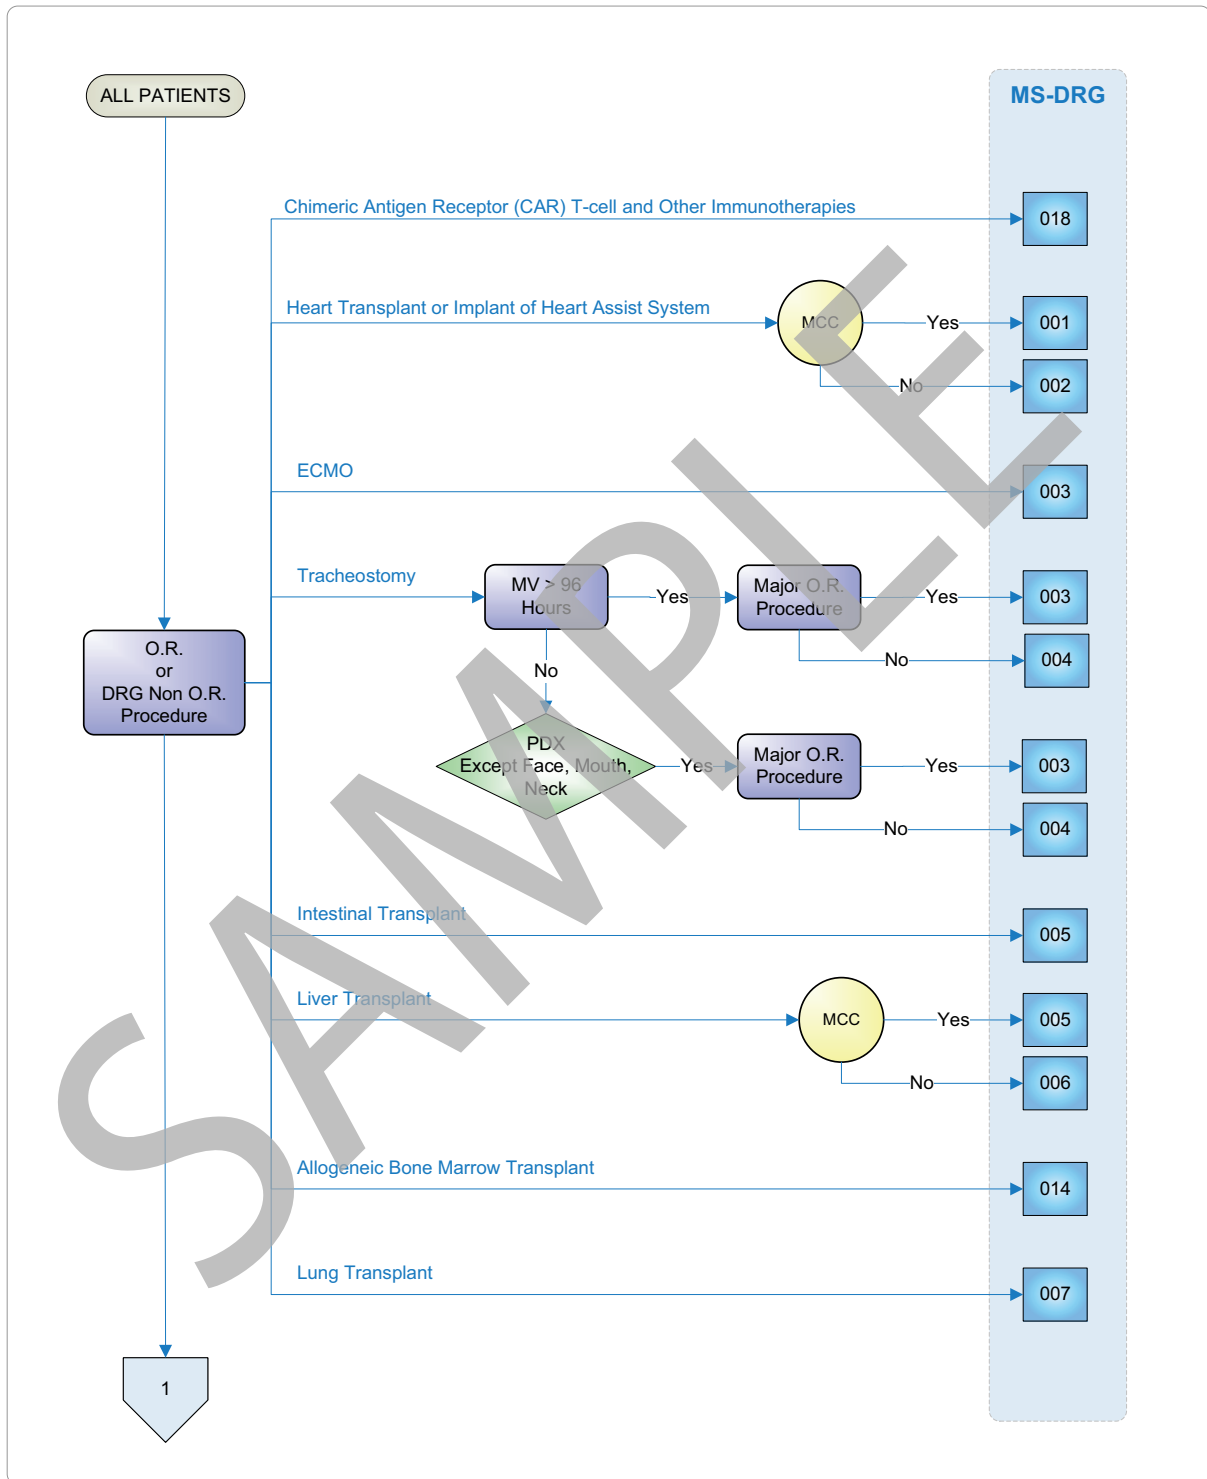 ALL PATIENTS
MS-DRG
Chimeric Antigen Receptor (CAR) T-cell and Other Immunotherapies
018
Heart Transplant or Implant of Heart Assist System
MCC
Yes
001
No
002
ECMO
003
Tracheostomy
MV > 96
Hours
Yes
Major O.R.
Procedure
Yes
003
No
004
O.R.
or
DRG Non O.R.
Procedure
No
PDX
Except Face, Mouth,
Neck
Yes
Major O.R.
Procedure
Yes
003
No
004
Intestinal Transplant
005
Liver Transplant
MCC
Yes
005
No
006
Allogeneic Bone Marrow Transplant
014
Lung Transplant
007
1
SAMPLE